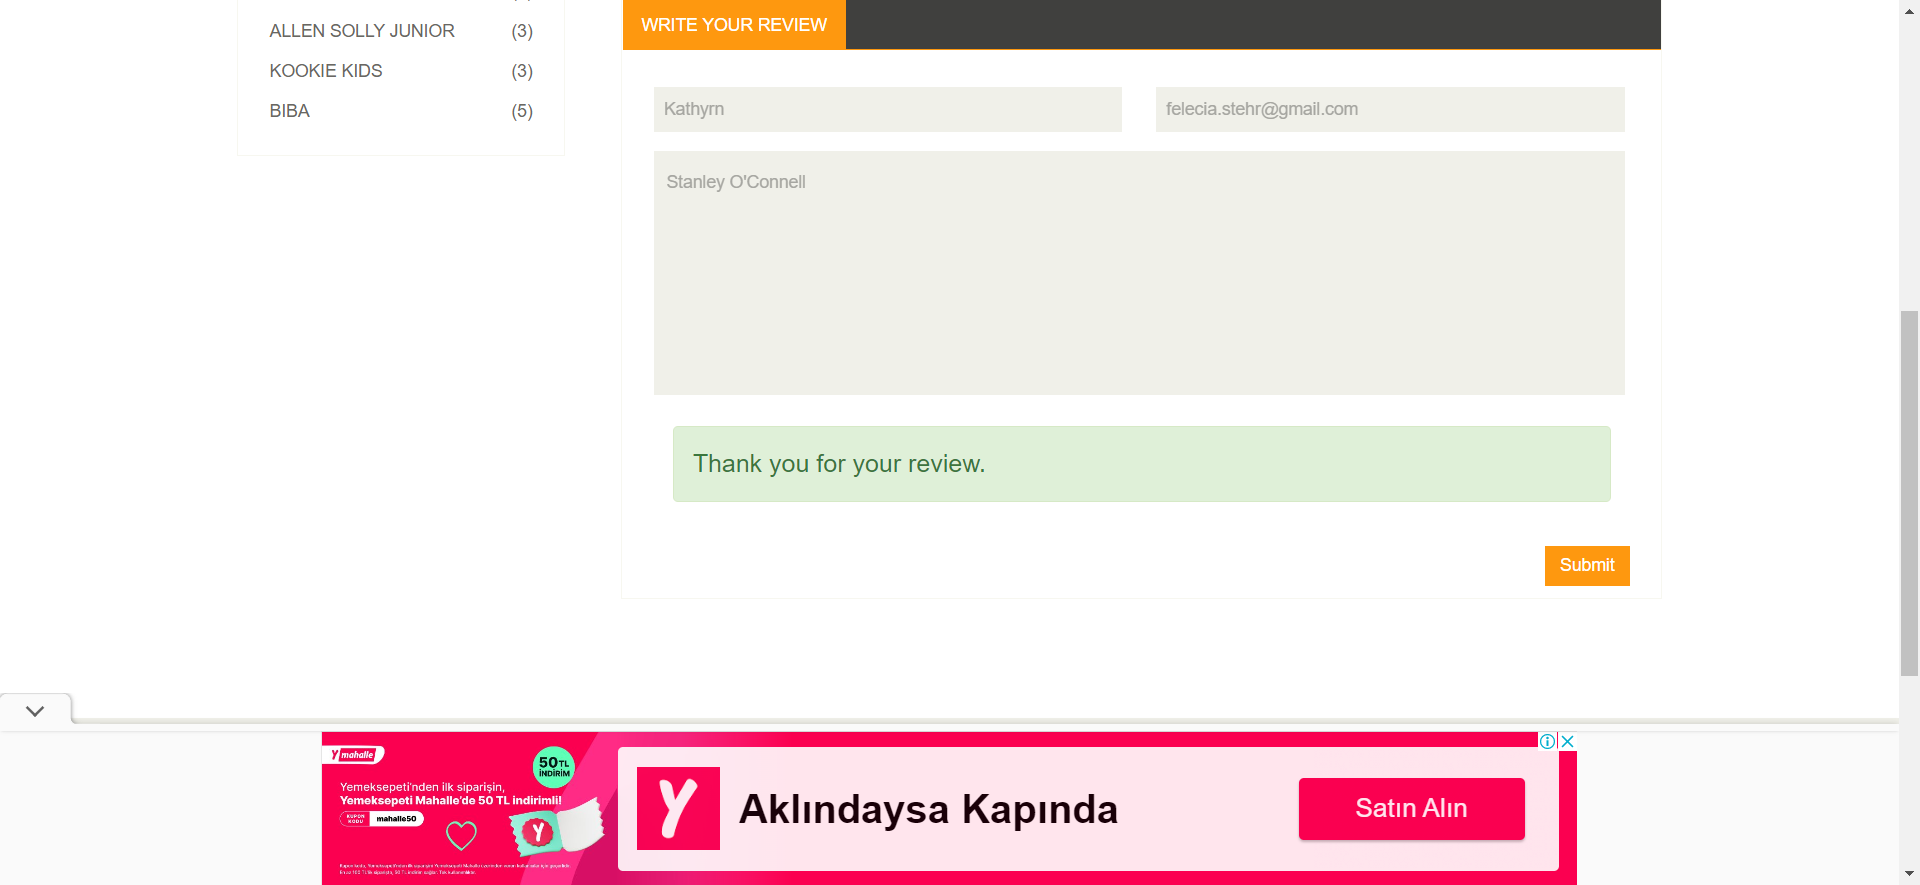 ALLEN SOLLY JUNIOR (3)
KOOKIE KIDS (3)
BIBA (5)
WRITE YOUR REVIEW
Kathyrn
felecia.stehr@gmail.com
Stanley O'Connell
Thank you for your review.
Submit
Y mahalle
50 TL
İNDİRİM
Yemeksepeti'nden ilk siparişin,
Yemeksepeti Mahalle'de 50 TL indirimli!
KUPON
KODU
mahalle50
Y
Y
Aklındaysa Kapında
Satın Alın